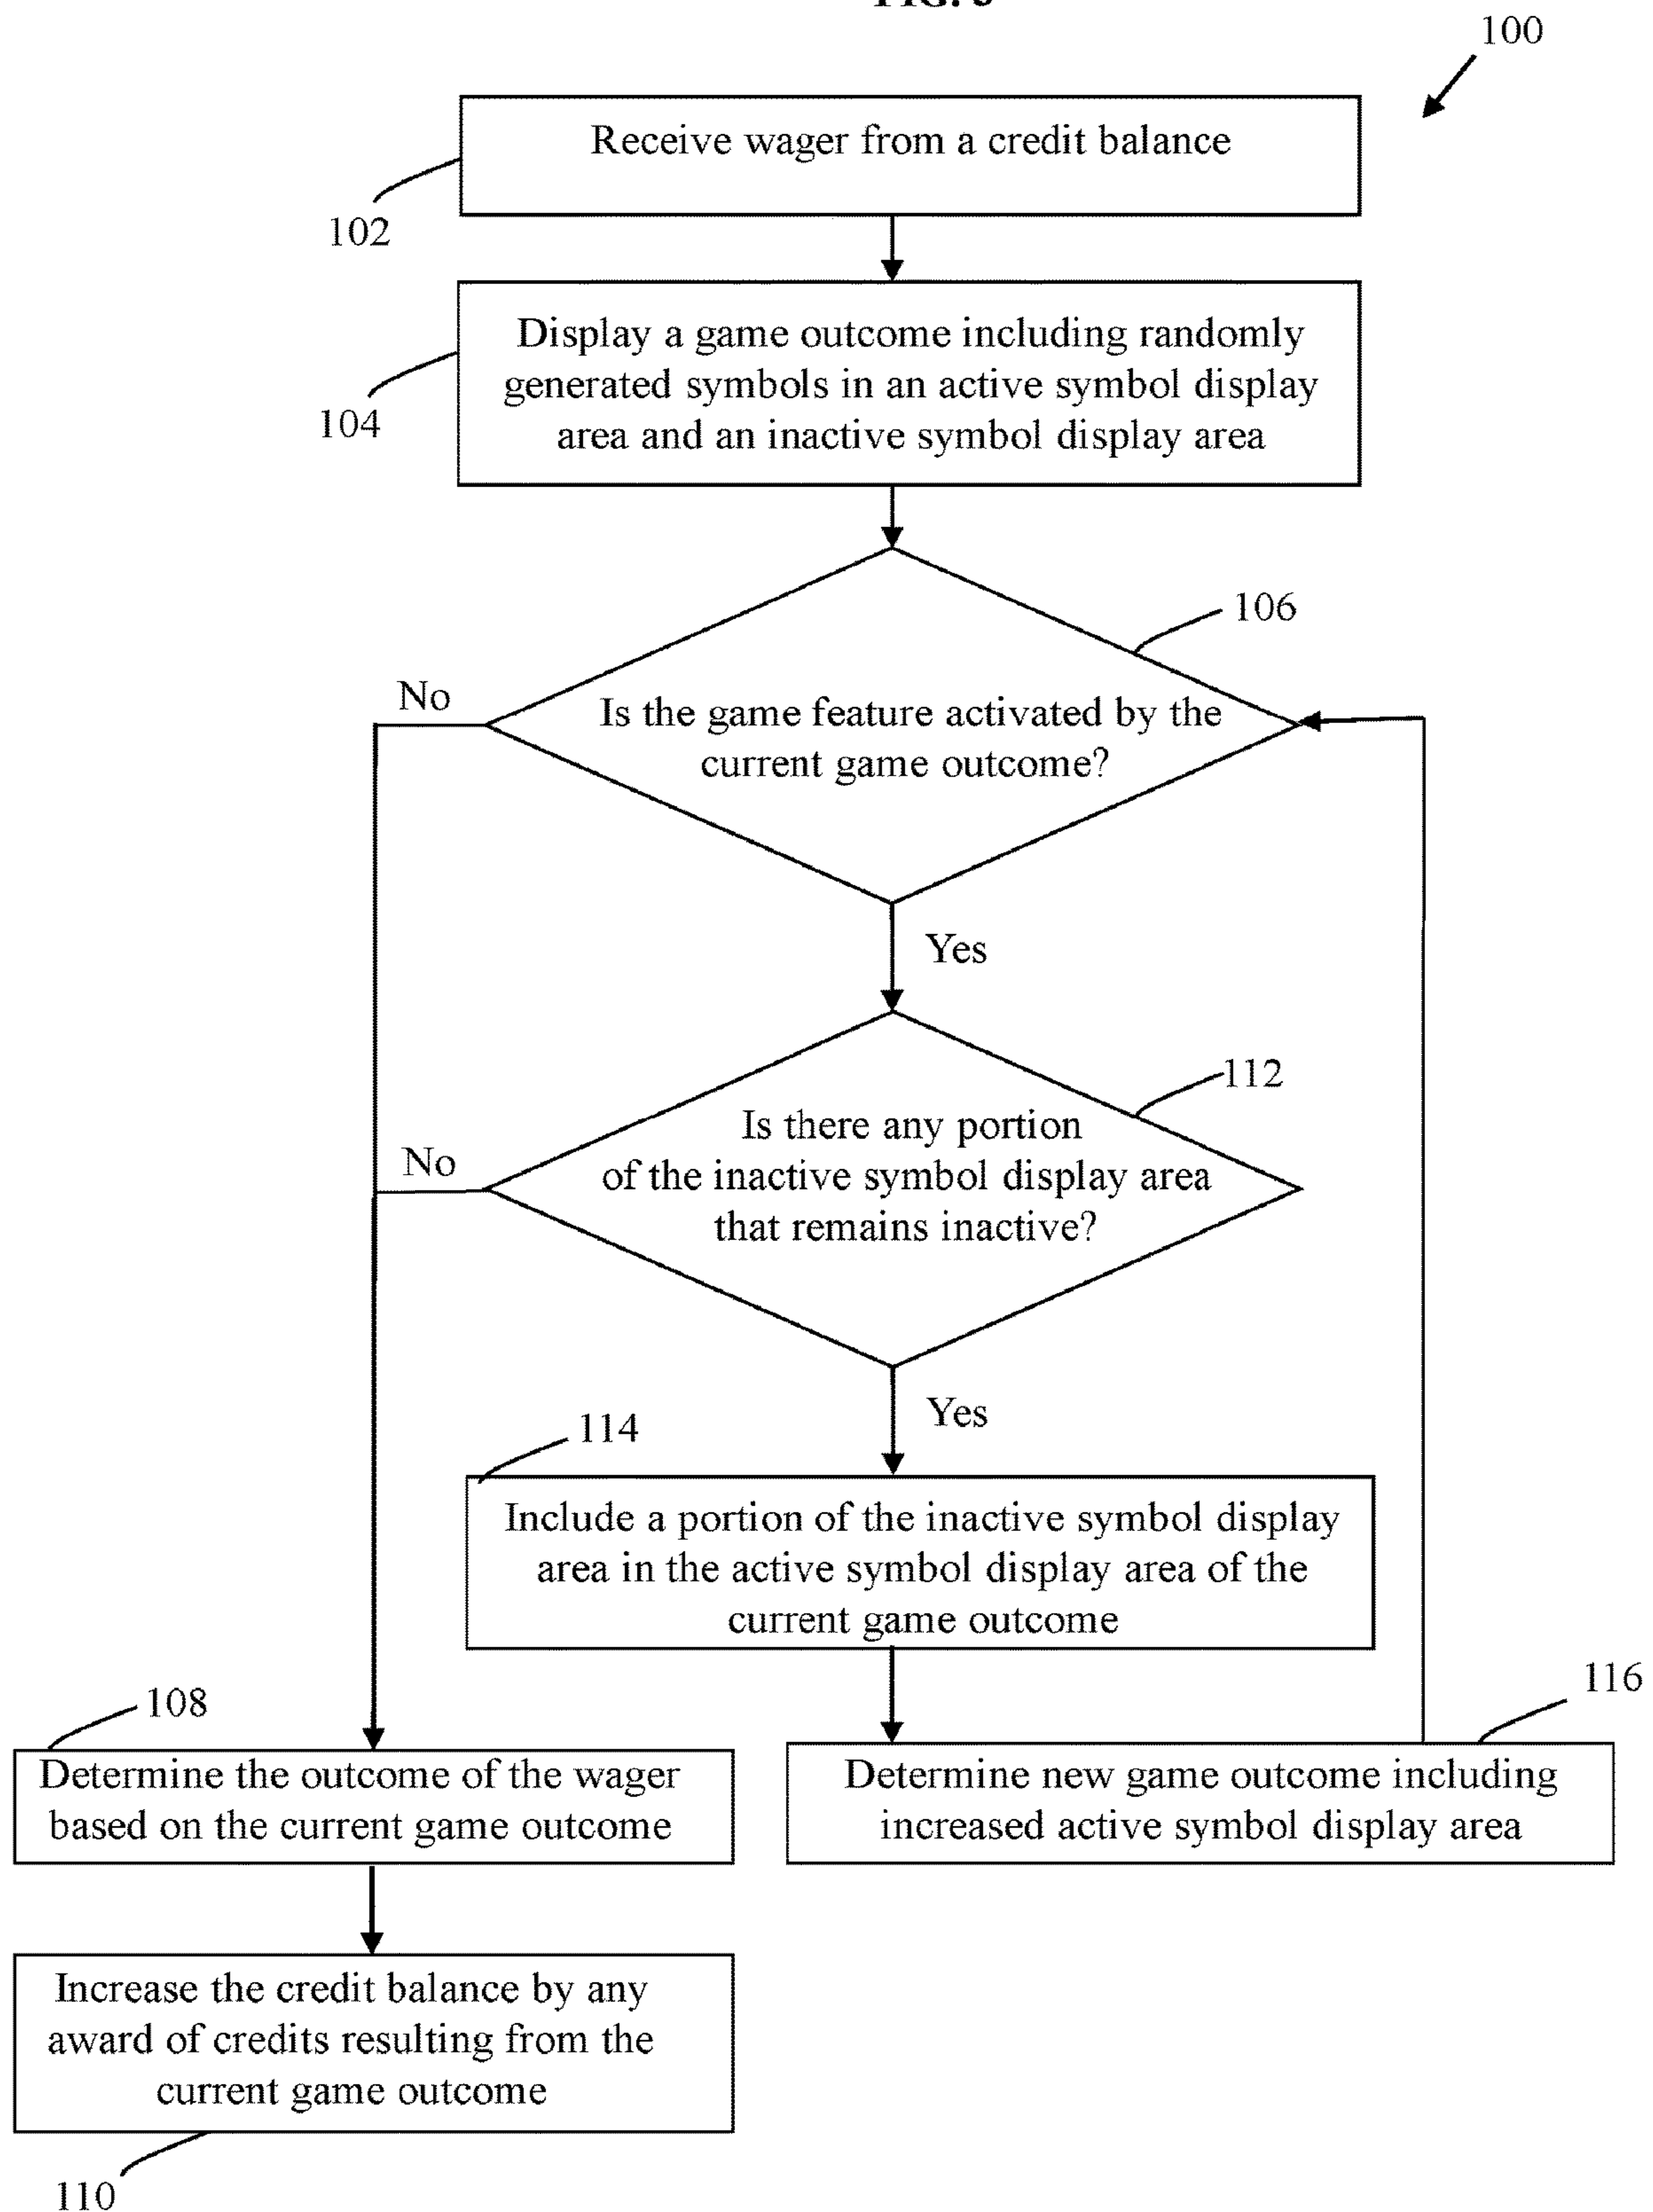 100
Receive wager from a credit balance
102
Display a game outcome including randomly
generated symbols in an active symbol display
area and an inactive symbol display area
104
106
No
Is the game feature activated by the
current game outcome?
Yes
112
Is there any portion
of the inactive symbol display area
that remains inactive?
No
Yes
114
Include a portion of the inactive symbol display
area in the active symbol display area of the
current game outcome
116
108
Determine the outcome of the wager
based on the current game outcome
Determine new game outcome including
increased active symbol display area
Increase the credit balance by any
award of credits resulting from the
current game outcome
110